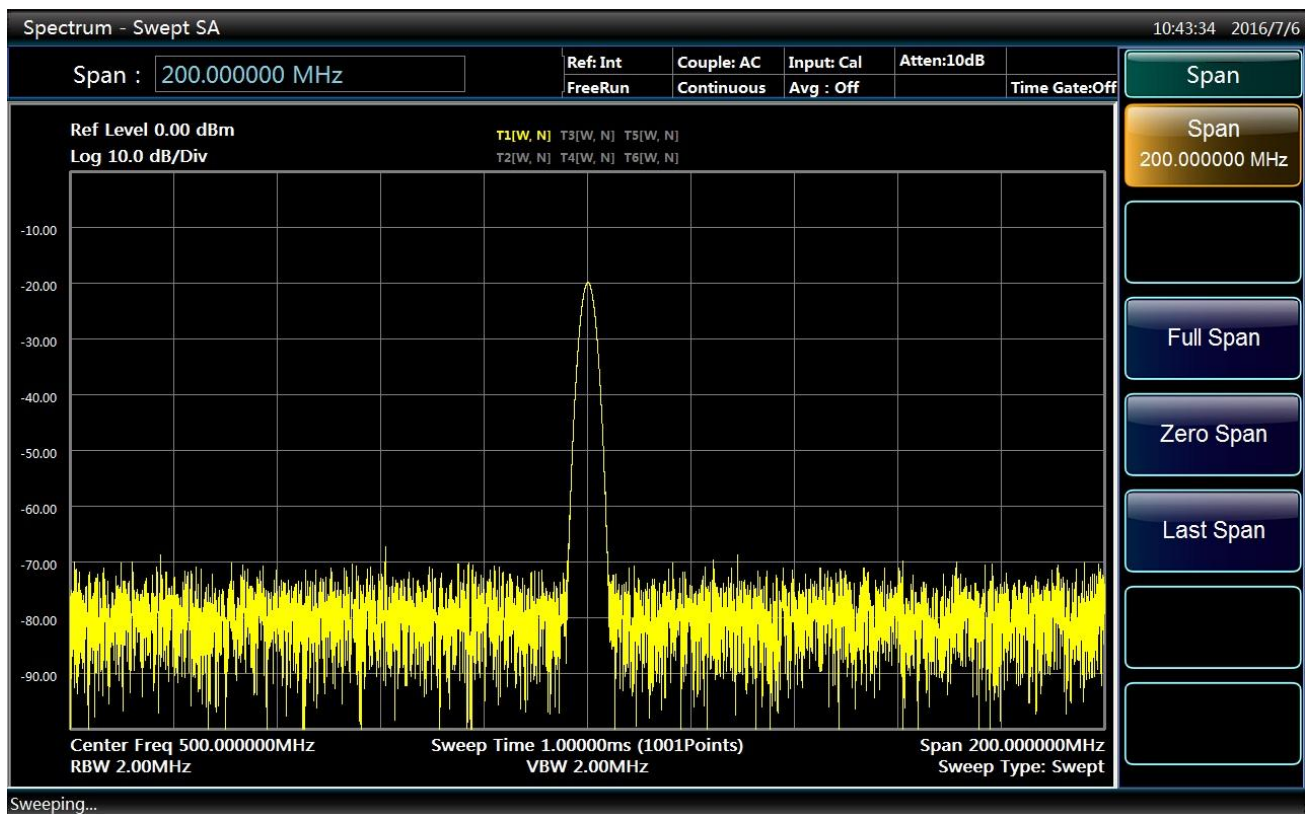 Spectrum - Swept SA
10:43:34 2016/7/6
Span : 200.000000 MHz
Ref: Int Couple: AC Input: Cal Atten:10dB
FreeRun Continuous Avg : Off Time Gate:Off
Span
Span
200.000000 MHz
Full Span
Zero Span
Last Span
Ref Level 0.00 dBm
Log 10.0 dB/Div
T1[W, N] T3[W, N] T5[W, N]
T2[W, N] T4[W, N] T6[W, N]
-10.00
-20.00
-30.00
-40.00
-50.00
-60.00
-70.00
-80.00
-90.00
Center Freq 500.000000MHz Sweep Time 1.00000ms (1001Points) Span 200.000000MHz
RBW 2.00MHz VBW 2.00MHz Sweep Type: Swept
Sweeping...